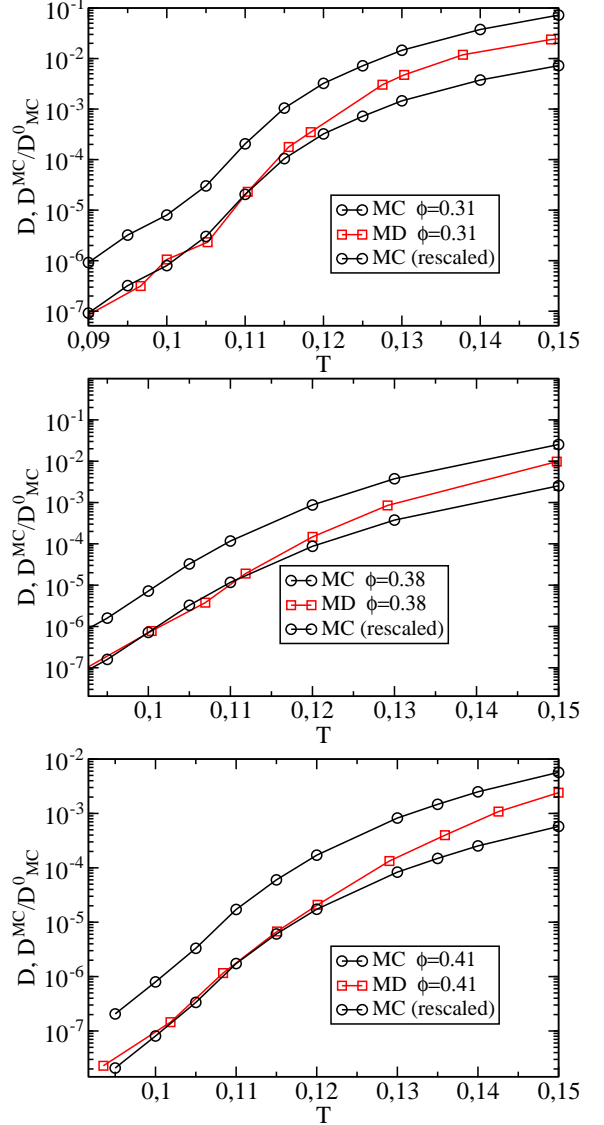 10^-1
10^-2
10^-3
10^-4
10^-5
10^-6
10^-7
D, D^MC/D^0_MC
MC φ=0.31
MD φ=0.31
MC (rescaled)
0,09 0,1 0,11 0,12 0,13 0,14 0,15
T
10^-1
10^-2
10^-3
10^-4
10^-5
10^-6
10^-7
D, D^MC/D^0_MC
MC φ=0.38
MD φ=0.38
MC (rescaled)
0,1 0,11 0,12 0,13 0,14 0,15
T
10^-2
10^-3
10^-4
10^-5
10^-6
10^-7
D, D^MC/D^0_MC
MC φ=0.41
MD φ=0.41
MC (rescaled)
0,1 0,11 0,12 0,13 0,14 0,15
T